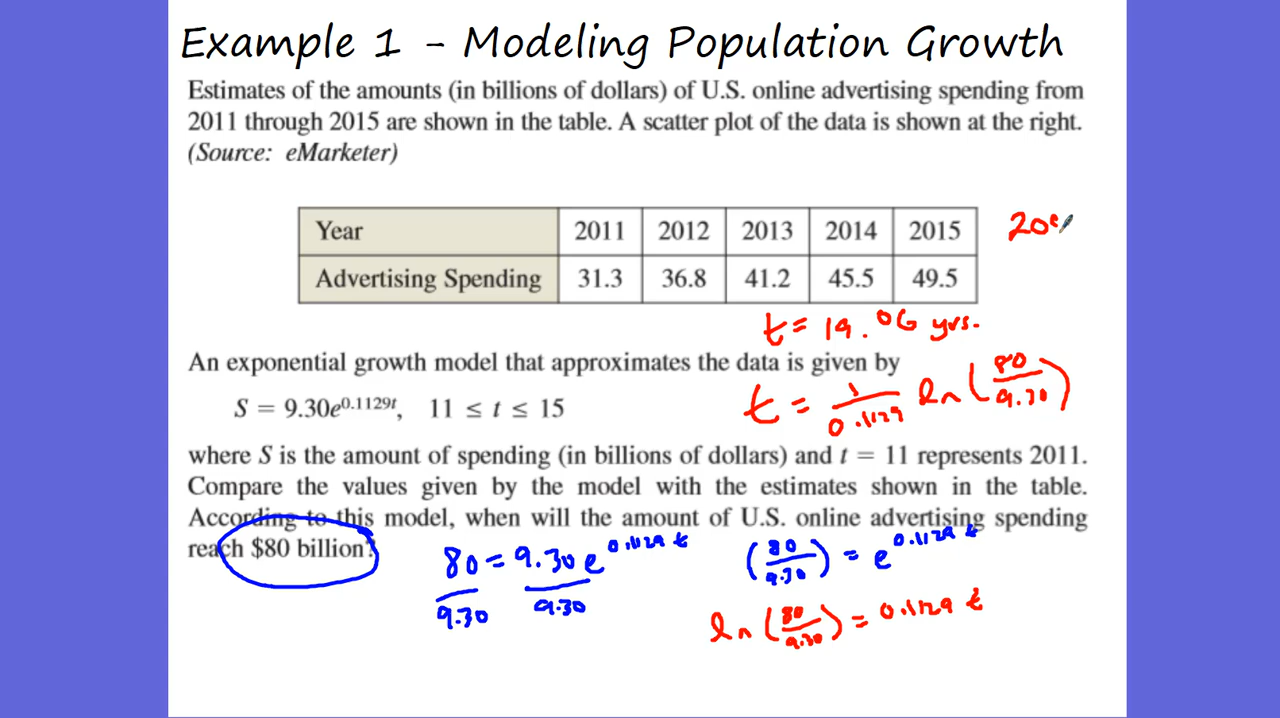 Example 1 - Modeling Population Growth
Estimates of the amounts (in billions of dollars) of U.S. online advertising spending from
2011 through 2015 are shown in the table. A scatter plot of the data is shown at the right.
(Source: eMarketer)
Year 2011 2012 2013 2014 2015
Advertising Spending 31.3 36.8 41.2 45.5 49.5
t = 19.06 yrs.
An exponential growth model that approximates the data is given by
S = 9.30e^0.1129t, 11 ≤ t ≤ 15
t = 1/0.1129 ln (80/9.30)
where S is the amount of spending (in billions of dollars) and t = 11 represents 2011.
Compare the values given by the model with the estimates shown in the table.
According to this model, when will the amount of U.S. online advertising spending
reach $80 billion?
80/9.30 = 9.30e^0.1129t/9.30
(80/9.30) = e^0.1129t
ln (80/9.30) = 0.1129t